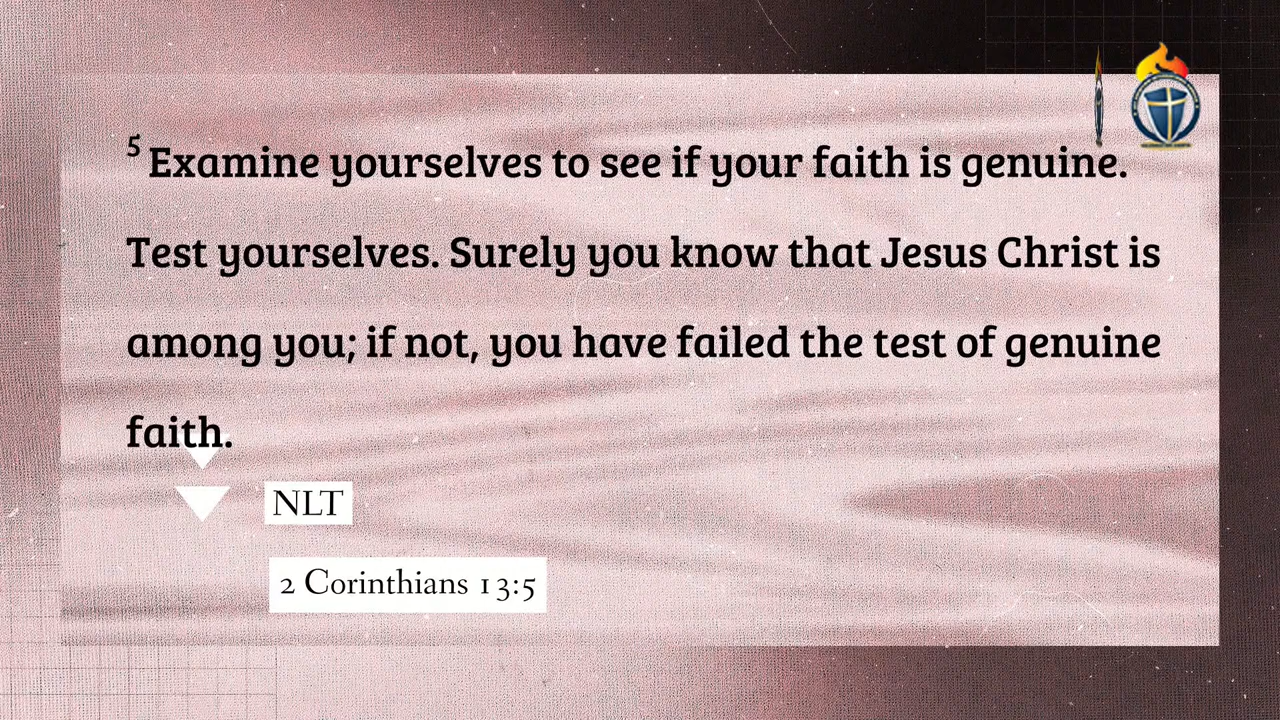 5 Examine yourselves to see if your faith is genuine.
Test yourselves. Surely you know that Jesus Christ is
among you; if not, you have failed the test of genuine
faith.
NLT
2 Corinthians 13:5